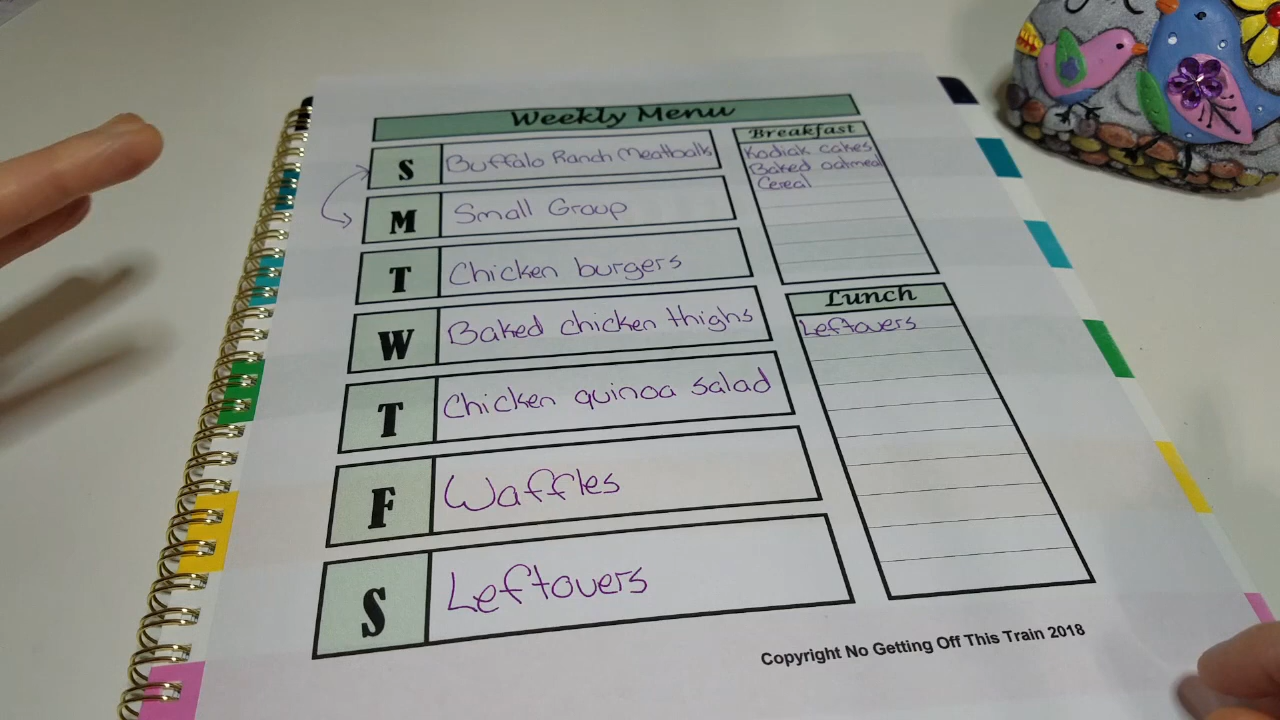 Weekly Menu
S Buffalo Ranch Meatballs
M Small Group
T Chicken burgers
W Baked chicken thighs
T Chicken quinoa salad
F Waffles
S Leftovers
Breakfast
Kodiak cakes
Baked oatmeal
Cereal
Lunch
Leftovers
Copyright No Getting Off This Train 2018